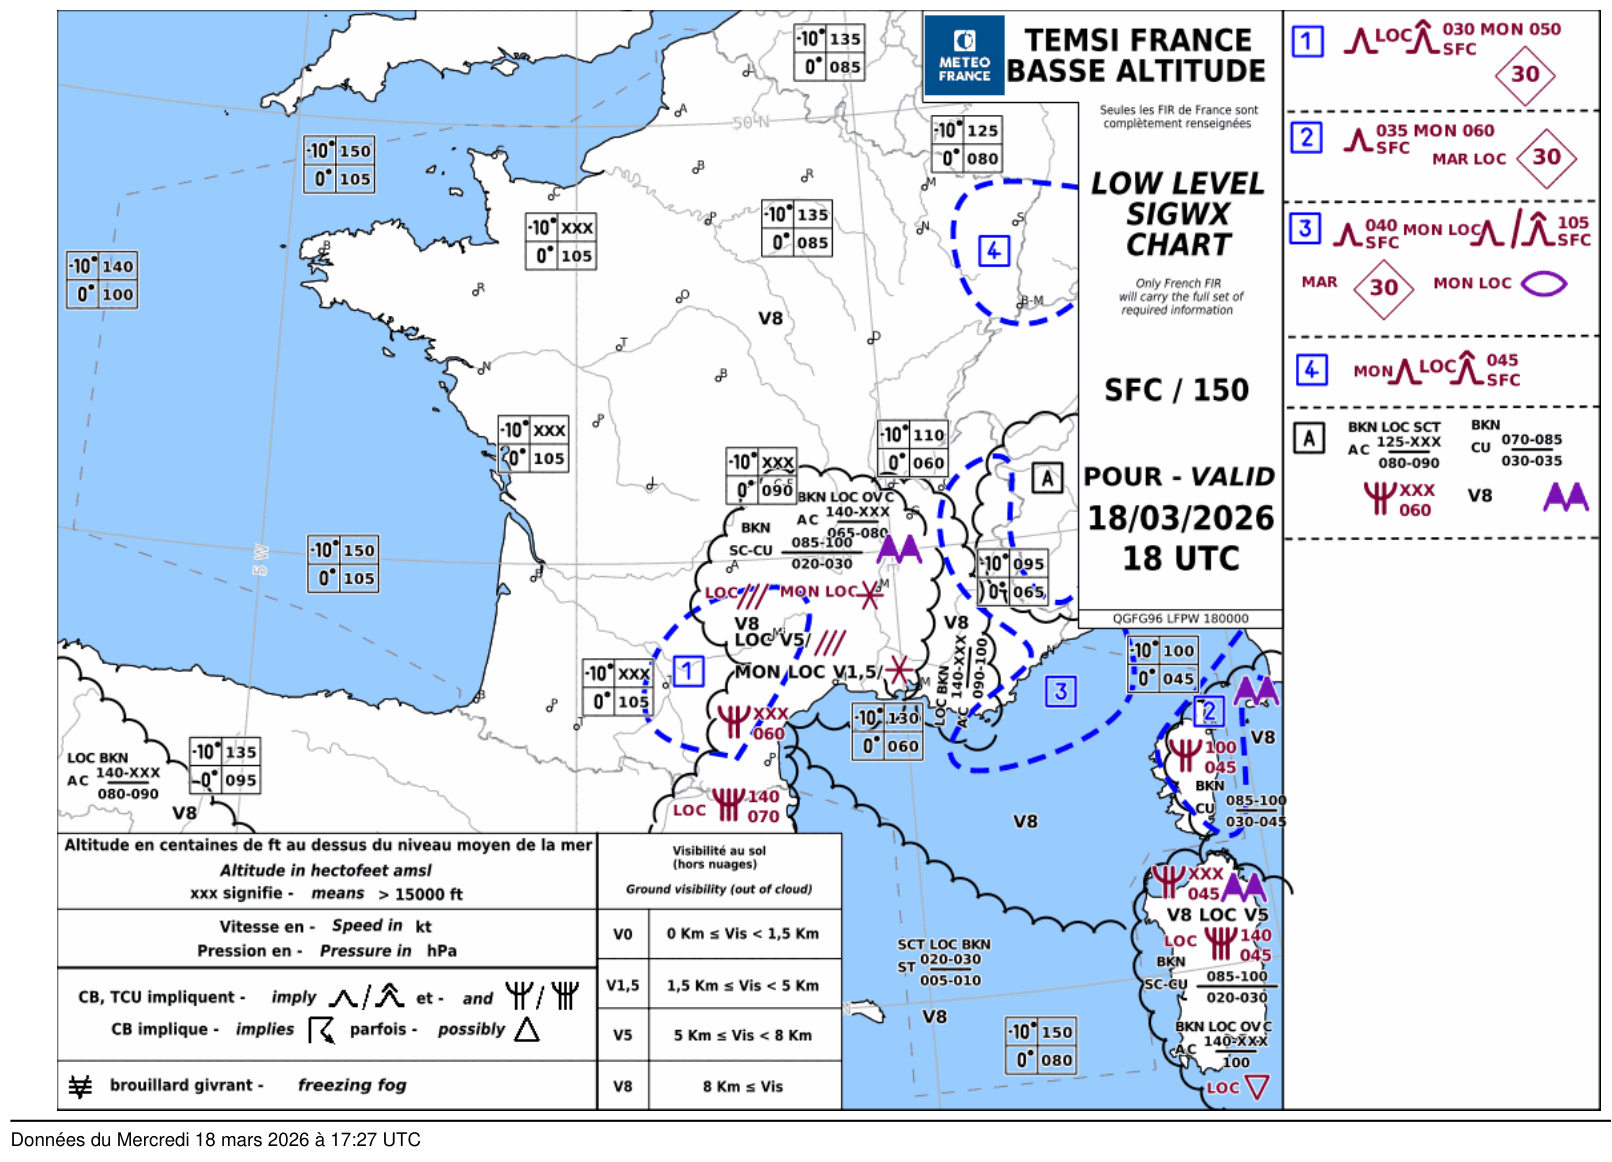 METEO
FRANCE
TEMSI FRANCE
BASSE ALTITUDE
Seules les FIR de France sont
complètement renseignées
LOW LEVEL
SIGWX
CHART
Only French FIR
will carry the full set of
required information
SFC / 150
POUR - VALID
18/03/2026
18 UTC
QGFG96 LFPW 180000
1
LOC
030 MON 050
SFC
30
2
035 MON 060
SFC
MAR LOC
30
3
040
SFC
MON LOC
/
105
SFC
MAR
30
MON LOC
4
MON
LOC
045
SFC
A
BKN LOC SCT
AC
125-XXX
080-090
BKN
CU
070-085
030-035
XXX
060
V8
-10° 135
0° 085
50°N
-10° 125
0° 080
-10° 150
0° 105
-10° XXX
0° 105
-10° 135
0° 085
-10° 140
0° 100
4
V8
L
A
C
B
R
M
C
P
N
S
B
R
O
B-M
D
T
N
B
P
L
-10° XXX
0° 105
-10° 110
0° 060
-10° XXX
0° 090
A
BKN LOC OVC
AC
140-XXX
065-080
BKN
SC-CU
085-100
020-030
-10° 150
0° 105
5°W
-10° 095
0° 065
LOC
MON LOC
V8
LOC V5/
MON LOC V1,5/
V8
LOC BKN
AC
140-XXX
090-100
1
-10° XXX
0° 105
3
-10° 100
0° 045
XXX
060
-10° 130
0° 060
2
V8
100
045
BKN
CU
085-100
030-045
LOC BKN
AC
140-XXX
080-090
-10° 135
0° 095
V8
LOC
140
070
V8
XXX
045
V8 LOC V5
LOC
140
045
BKN
SC-CU
085-100
020-030
SCT LOC BKN
ST
020-030
005-010
V8
-10° 150
0° 080
BKN LOC OVC
AC
140-XXX
100
LOC
Altitude en centaines de ft au dessus du niveau moyen de la mer
Altitude in hectofeet amsl
xxx signifie - means > 15000 ft
Vitesse en - Speed in kt
Pression en - Pressure in hPa
CB, TCU impliquent - imply / et - and /
CB implique - implies parfois - possibly
brouillard givrant - freezing fog
Visibilité au sol
(hors nuages)
Ground visibility (out of cloud)
V0 0 Km ≤ Vis < 1,5 Km
V1,5 1,5 Km ≤ Vis < 5 Km
V5 5 Km ≤ Vis < 8 Km
V8 8 Km ≤ Vis
Données du Mercredi 18 mars 2026 à 17:27 UTC